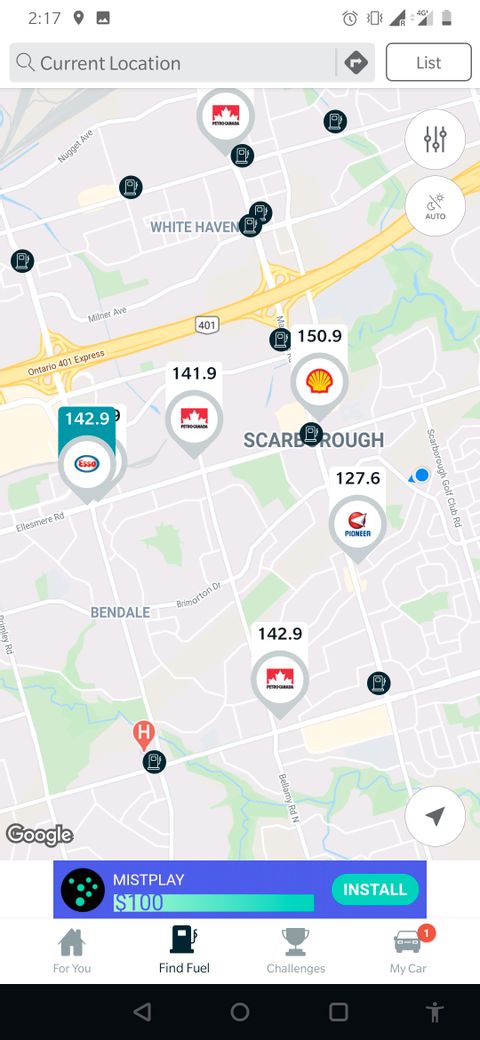 2:17
4G+
R
Current Location
List
PETRO-CANADA
Nugget Ave
WHITE HAVEN
AUTO
Milner Ave
401
Ontario 401 Express
150.9
141.9
PETRO-CANADA
142.9
9
ESSO
SCARBOROUGH
Scarborough Golf Club Rd
127.6
PIONEER
Ellesmere Rd
Brimorton Dr
BENDALE
142.9
PETRO-CANADA
H
Bellamy Rd N
Google
MISTPLAY
$100
INSTALL
1
For You
Find Fuel
Challenges
My Car